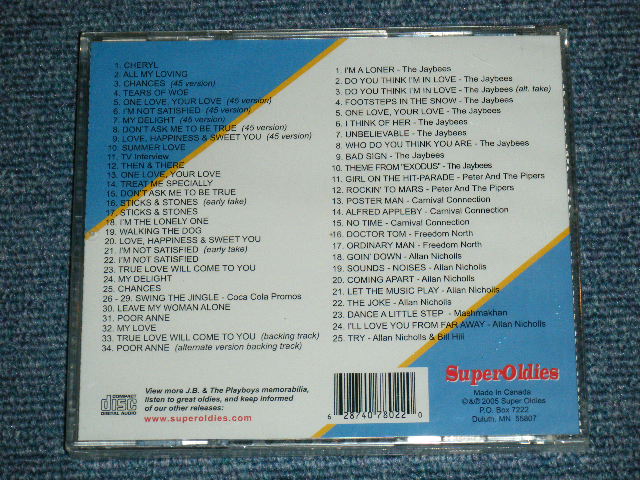 1. CHERYL
2. ALL MY LOVING
3. CHANCES (45 version)
4. TEARS OF WOE
5. ONE LOVE, YOUR LOVE (45 version)
6. I'M NOT SATISFIED (45 version)
7. MY DELIGHT (45 version)
8. DON'T ASK ME TO BE TRUE (45 version)
9. LOVE, HAPPINESS & SWEET YOU (45 version)
10. SUMMER LOVE
11. TV Interview
12. THEN & THERE
13. ONE LOVE, YOUR LOVE
14. TREAT ME SPECIALLY
15. DON'T ASK ME TO BE TRUE
16. STICKS & STONES (early take)
17. STICKS & STONES
18. I'M THE LONELY ONE
19. WALKING THE DOG
20. LOVE, HAPPINESS & SWEET YOU
21. I'M NOT SATISFIED (early take)
22. I'M NOT SATISFIED
23. TRUE LOVE WILL COME TO YOU
24. MY DELIGHT
25. CHANCES
26 - 29. SWING THE JINGLE - Coca Cola Promos
30. LEAVE MY WOMAN ALONE
31. POOR ANNE
32. MY LOVE
33. TRUE LOVE WILL COME TO YOU (backing track)
34. POOR ANNE (alternate version backing track)
1. I'M A LONER - The Jaybees
2. DO YOU THINK I'M IN LOVE - The Jaybees
3. DO YOU THINK I'M IN LOVE - The Jaybees (alt. take)
4. FOOTSTEPS IN THE SNOW - The Jaybees
5. ONE LOVE, YOUR LOVE - The Jaybees
6. I THINK OF HER - The Jaybees
7. UNBELIEVABLE - The Jaybees
8. WHO DO YOU THINK YOU ARE - The Jaybees
9. BAD SIGN - The Jaybees
10. THEME FROM "EXODUS" - The Jaybees
11. GIRL ON THE HIT-PARADE - Peter And The Pipers
12. ROCKIN' TO MARS - Peter And The Pipers
13. POSTER MAN - Carnival Connection
14. ALFRED APPLEBY - Carnival Connection
15. NO TIME - Carnival Connection
16. DOCTOR TOM - Freedom North
17. ORDINARY MAN - Freedom North
18. GOIN' DOWN - Allan Nicholls
19. SOUNDS - NOISES - Allan Nicholls
20. COMING APART - Allan Nicholls
21. LET THE MUSIC PLAY - Allan Nicholls
22. THE JOKE - Allan Nicholls
23. DANCE A LITTLE STEP - Mashmakhan
24. I'LL LOVE YOU FROM FAR AWAY - Allan Nicholls
25. TRY - Allan Nicholls & Bill Hill
COMPACT
disc
DIGITAL AUDIO
View more J.B. & The Playboys memorabilia,
listen to great oldies, and keep informed
of our other releases:
www.superoldies.com
6 28740 78022 0
SuperOldies
Made In Canada
©&℗ 2005 Super Oldies
P.O. Box 7222
Duluth, MN 55807